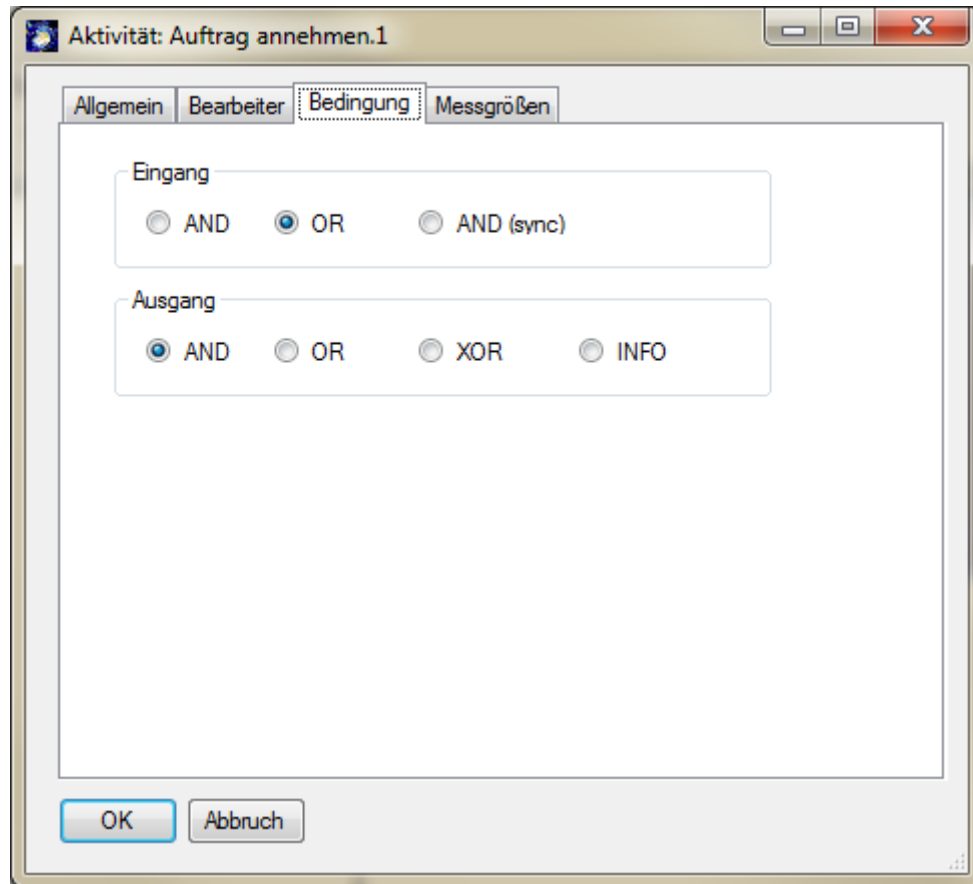 Aktivität: Auftrag annehmen.1
Allgemein Bearbeiter Bedingung Messgrößen
Eingang
AND OR AND (sync)
Ausgang
AND OR XOR INFO
OK Abbruch